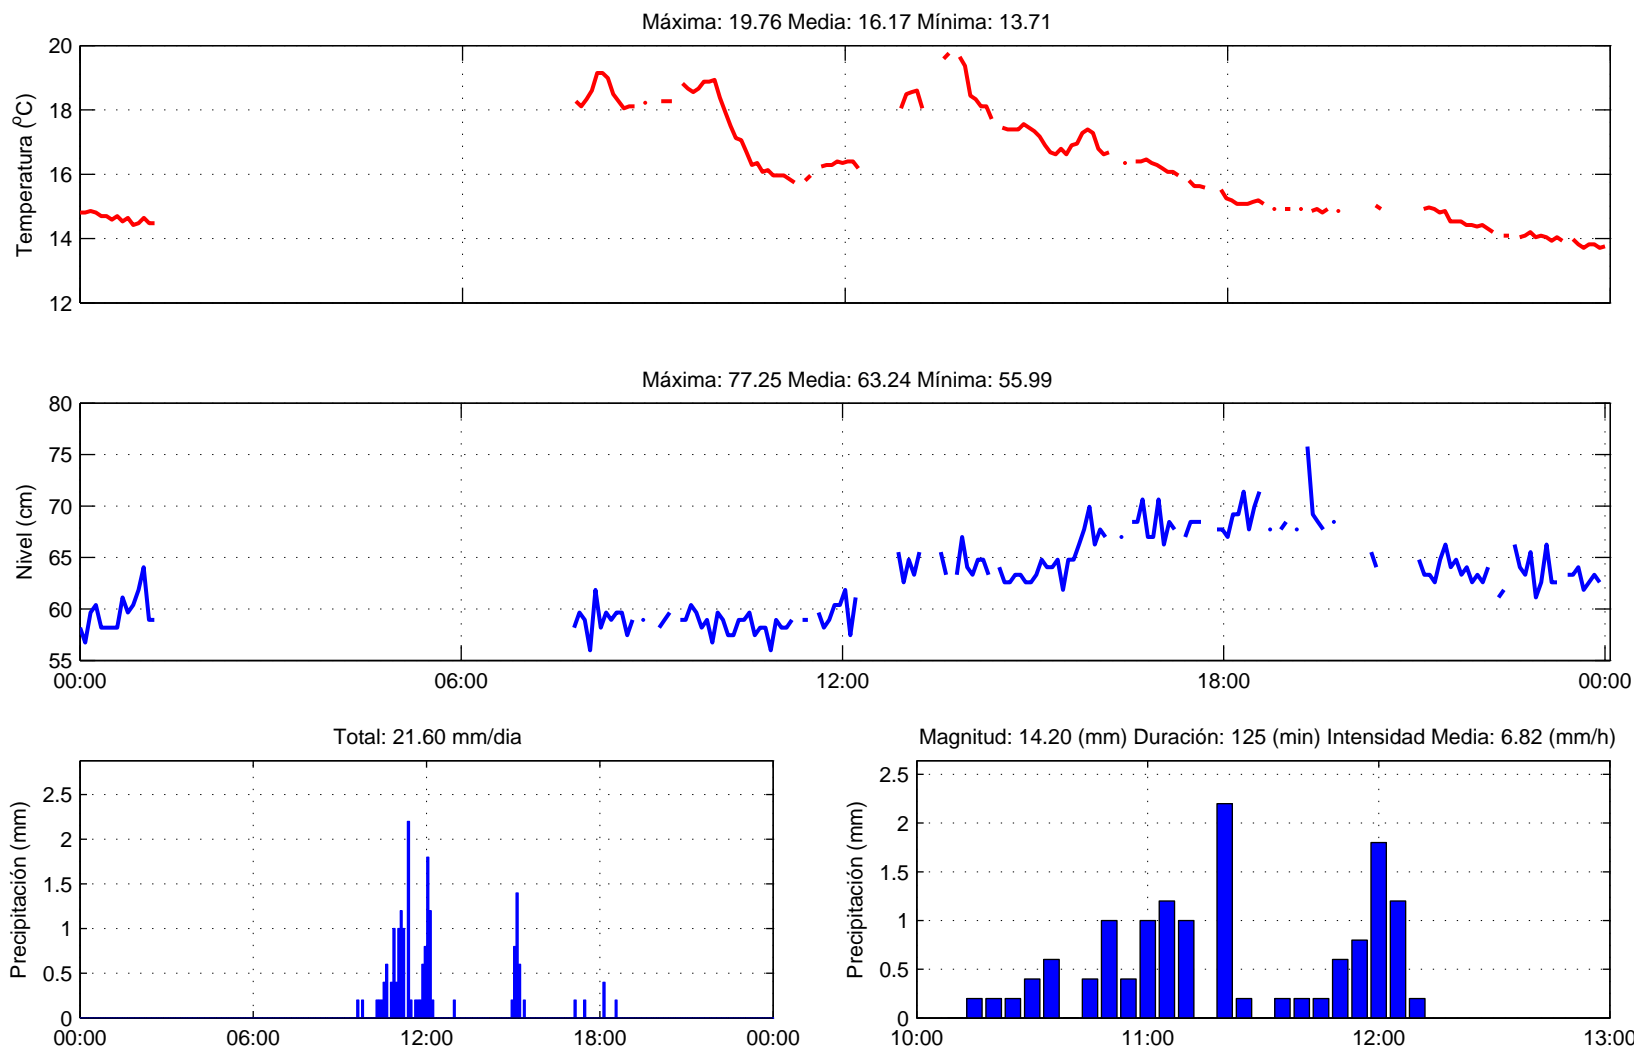 Máxima: 19.76 Media: 16.17 Mínima: 13.71
Temperatura (ºC)
20
18
16
14
12
Máxima: 77.25 Media: 63.24 Mínima: 55.99
Nivel (cm)
80
75
70
65
60
55
00:00 06:00 12:00 18:00 00:00
Total: 21.60 mm/dia
Precipitación (mm)
2.5
2
1.5
1
0.5
0
00:00 06:00 12:00 18:00 00:00
Magnitud: 14.20 (mm) Duración: 125 (min) Intensidad Media: 6.82 (mm/h)
Precipitación (mm)
2.5
2
1.5
1
0.5
0
10:00 11:00 12:00 13:00